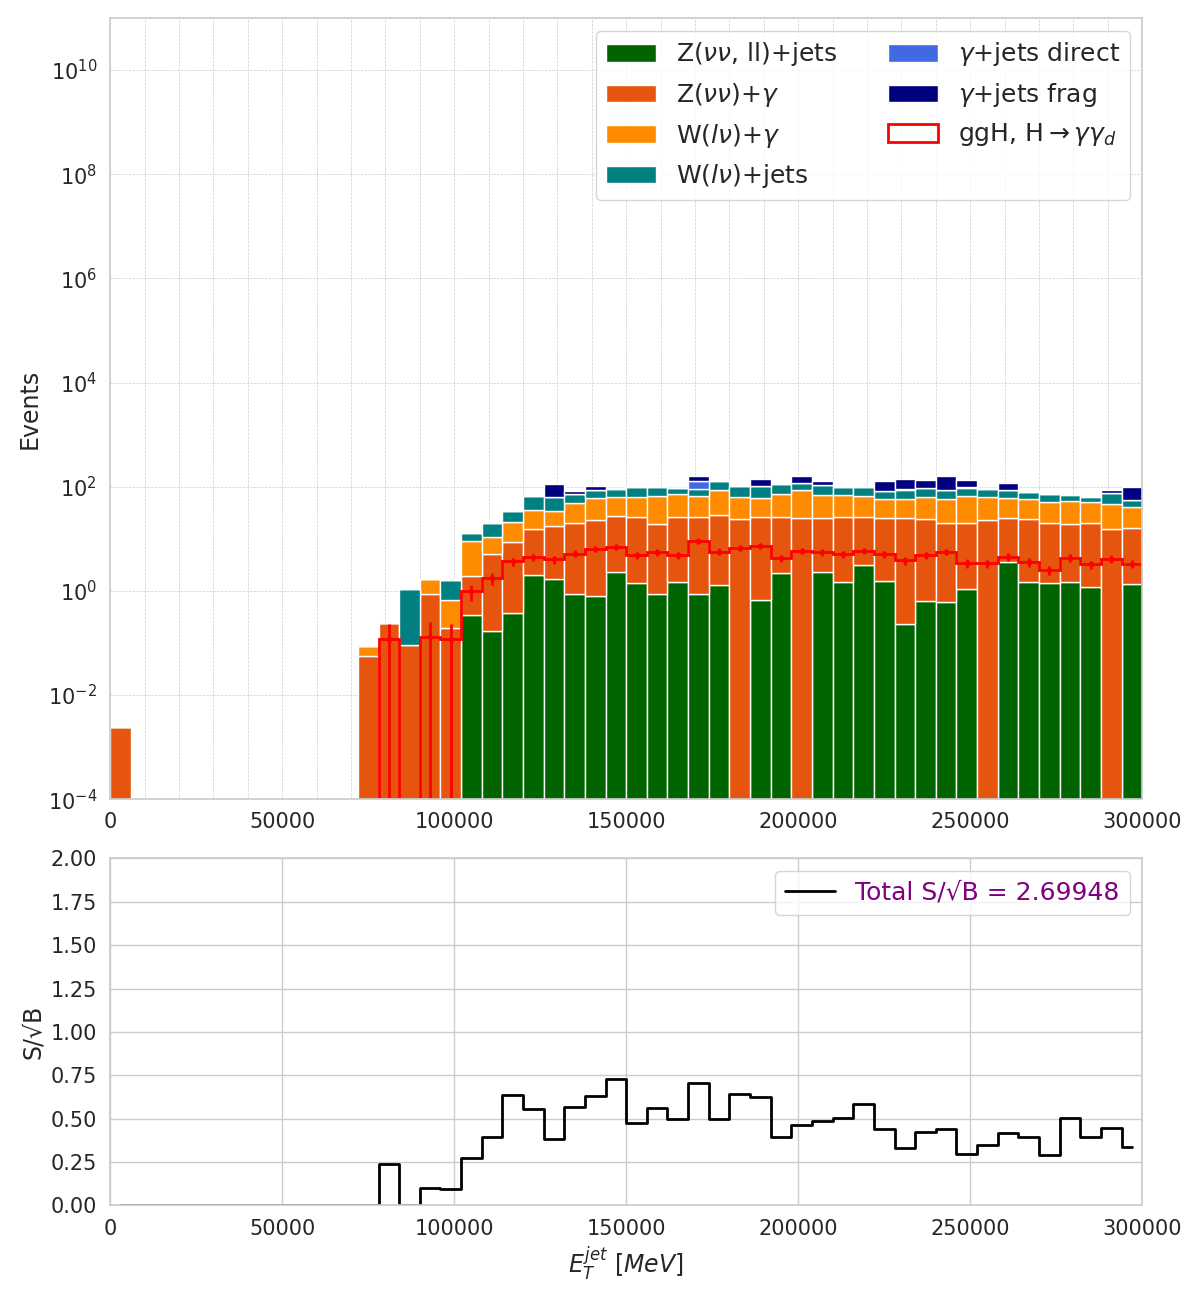 Z(νν, ll)+jets
Z(νν)+γ
W(lν)+γ
W(lν)+jets
γ+jets direct
γ+jets frag
ggH, H→γγ_d
Events
10^10
10^8
10^6
10^4
10^2
10^0
10^−2
10^−4
0 50000 100000 150000 200000 250000 300000
Total S/√B = 2.69948
S/√B
2.00
1.75
1.50
1.25
1.00
0.75
0.50
0.25
0.00
0 50000 100000 150000 200000 250000 300000
E_T^jet [MeV]